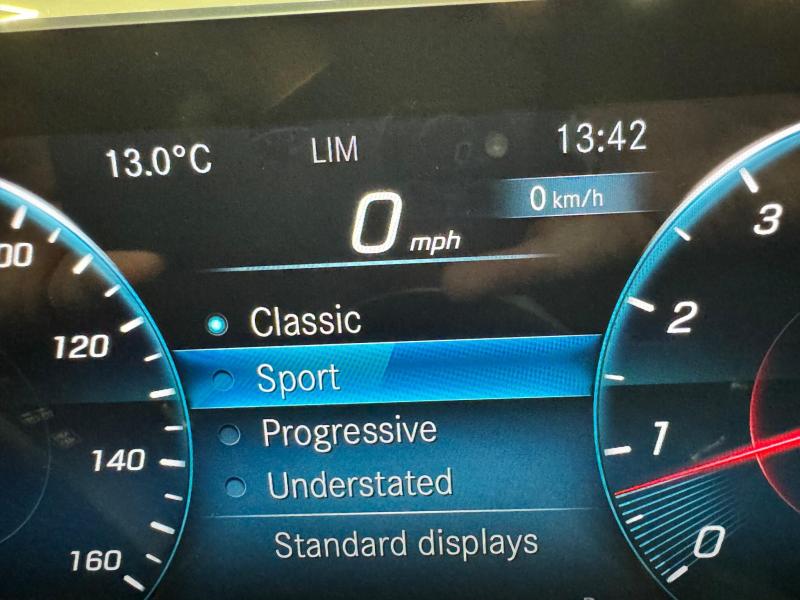 13.0°C LIM 13:42
0 km/h
0 mph
Classic
Sport
Progressive
Understated
Standard displays
120
140
160
3
2
1
0